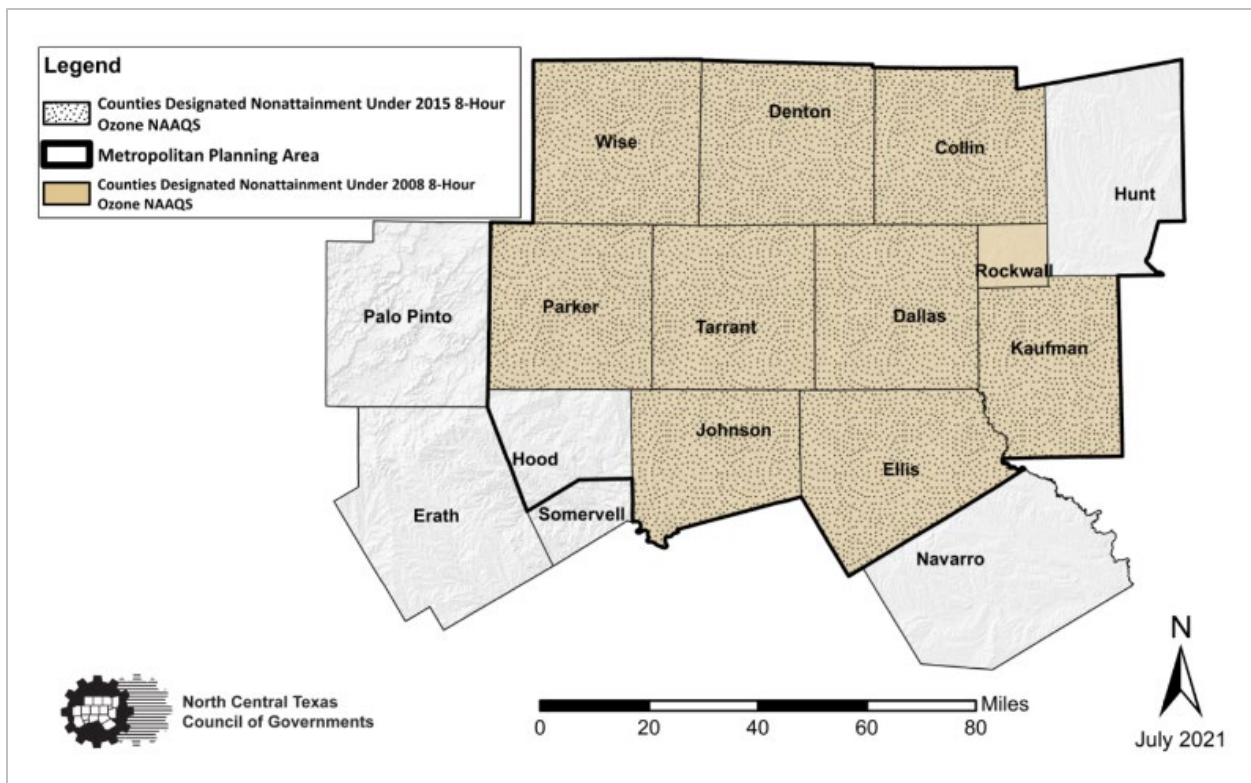 Legend
Counties Designated Nonattainment Under 2015 8-Hour
Ozone NAAQS
Metropolitan Planning Area
Counties Designated Nonattainment Under 2008 8-Hour
Ozone NAAQS
Wise
Denton
Collin
Hunt
Palo Pinto
Parker
Tarrant
Dallas
Rockwall
Kaufman
Erath
Hood
Somervell
Johnson
Ellis
Navarro
North Central Texas
Council of Governments
Miles
0 20 40 60 80
N
July 2021